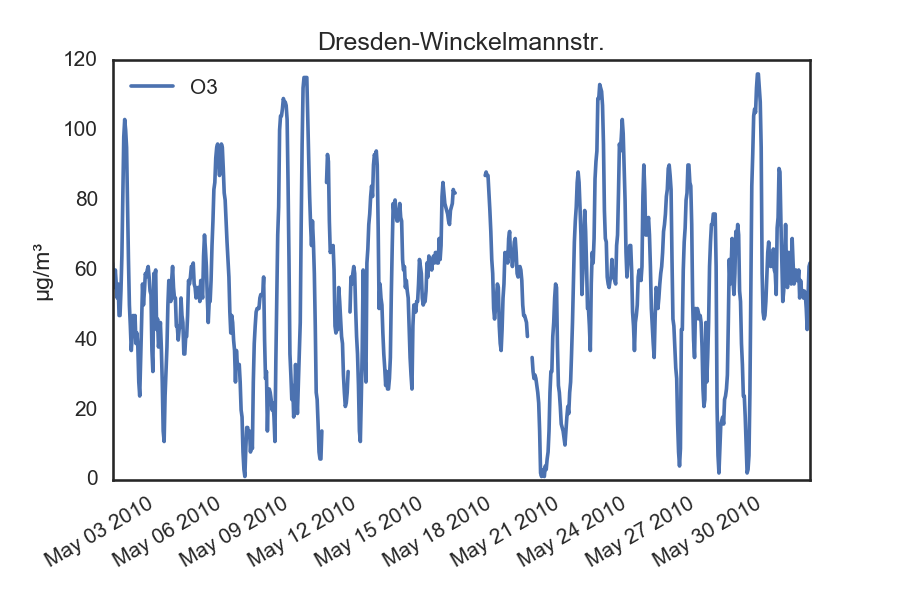 Dresden-Winckelmannstr.
120
100
80
60
40
20
0
µg/m³
O3
May 03 2010
May 06 2010
May 09 2010
May 12 2010
May 15 2010
May 18 2010
May 21 2010
May 24 2010
May 27 2010
May 30 2010